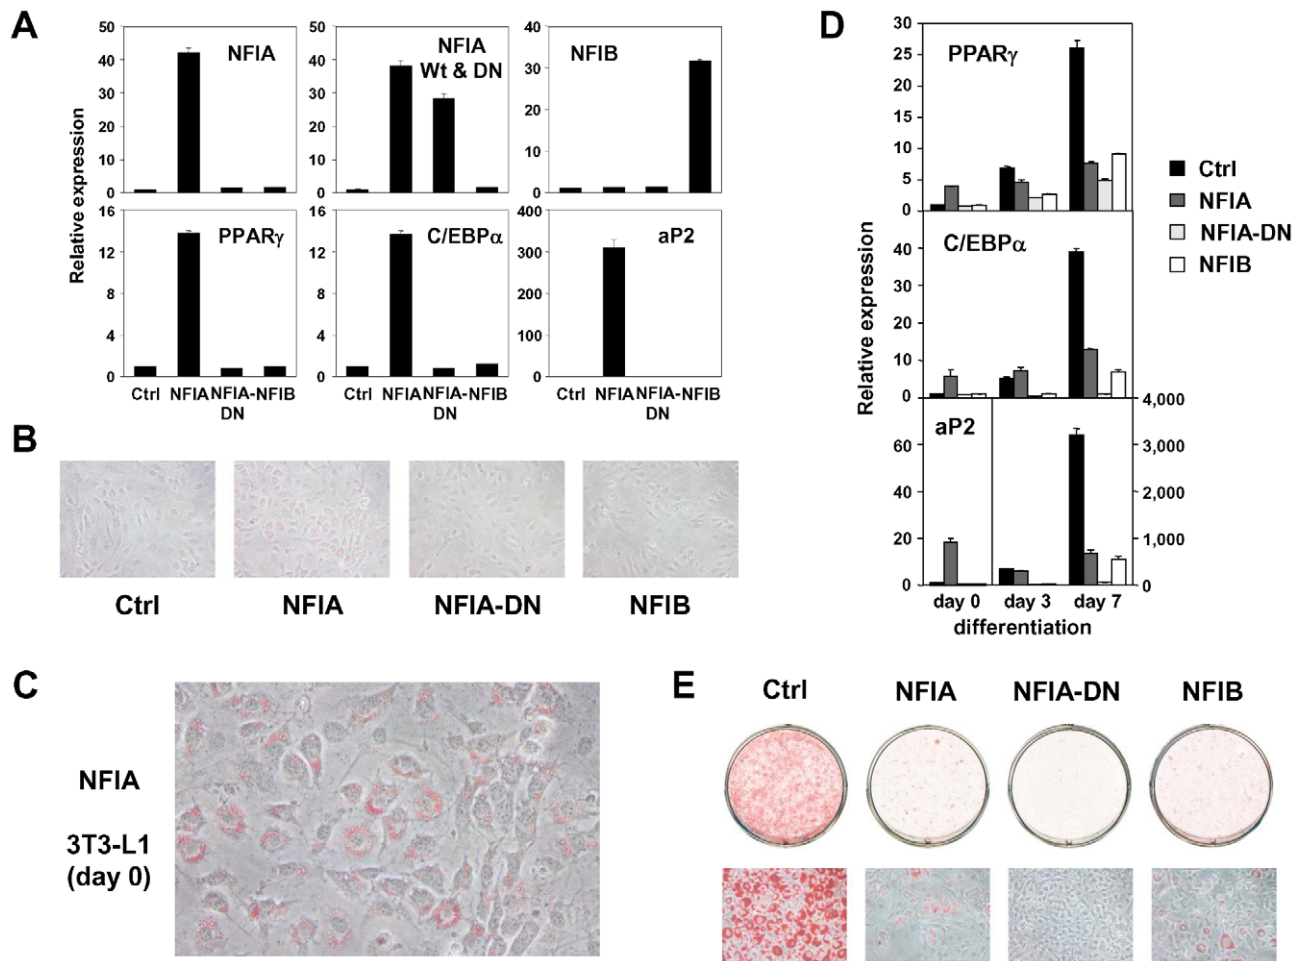 A
Relative expression
50
40
30
20
10
0
NFIA
50
40
30
20
10
0
NFIA
Wt & DN
40
30
20
10
0
NFIB
16
12
8
4
0
PPARγ
16
12
8
4
0
C/EBPα
400
300
200
100
0
aP2
Ctrl NFIA NFIA-DN NFIB
Ctrl NFIA NFIA-DN NFIB
Ctrl NFIA NFIA-DN NFIB
B
Ctrl NFIA NFIA-DN NFIB
C
NFIA
3T3-L1
(day 0)
D
Relative expression
30
25
20
15
10
5
0
PPARγ
40
30
20
10
0
C/EBPα
60
40
20
0
aP2
4,000
3,000
2,000
1,000
0
day 0 day 3 day 7
differentiation
Ctrl
NFIA
NFIA-DN
NFIB
E
Ctrl NFIA NFIA-DN NFIB